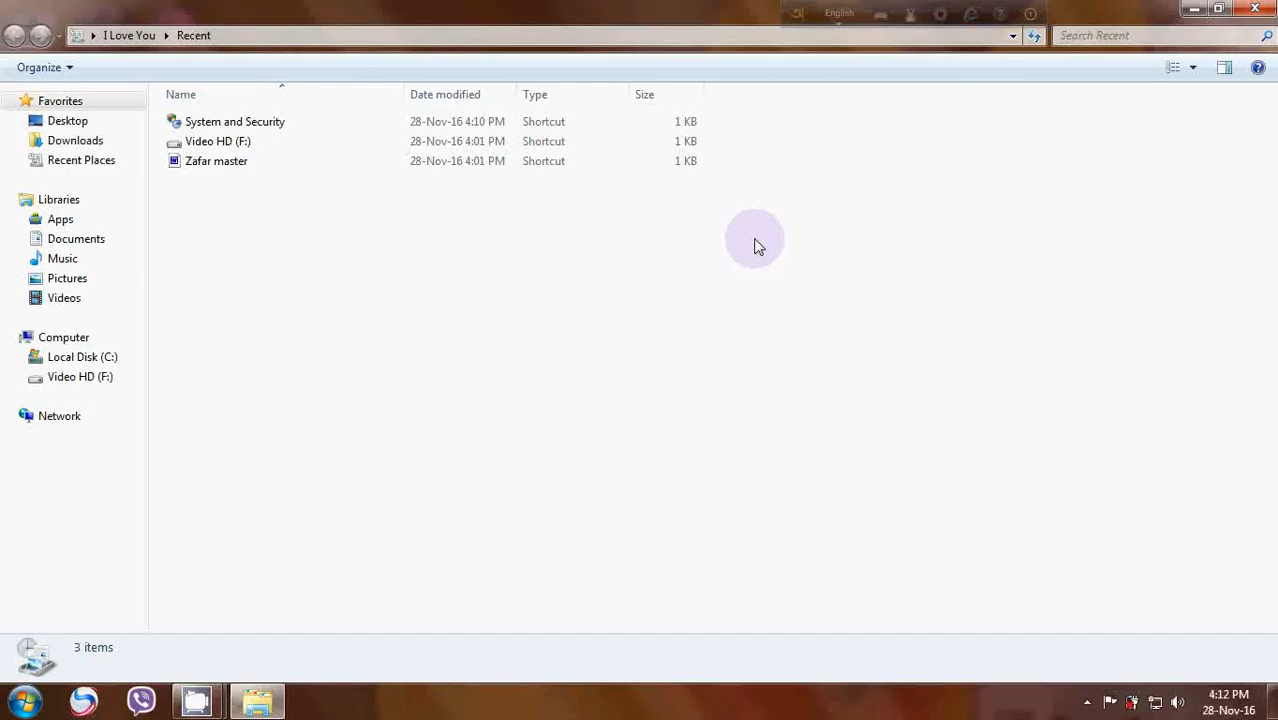 English
I Love You Recent
Search Recent
Organize
Name Date modified Type Size
System and Security 28-Nov-16 4:10 PM Shortcut 1 KB
Video HD (F:) 28-Nov-16 4:01 PM Shortcut 1 KB
Zafar master 28-Nov-16 4:01 PM Shortcut 1 KB
Favorites
Desktop
Downloads
Recent Places
Libraries
Apps
Documents
Music
Pictures
Videos
Computer
Local Disk (C:)
Video HD (F:)
Network
3 items
4:12 PM
28-Nov-16